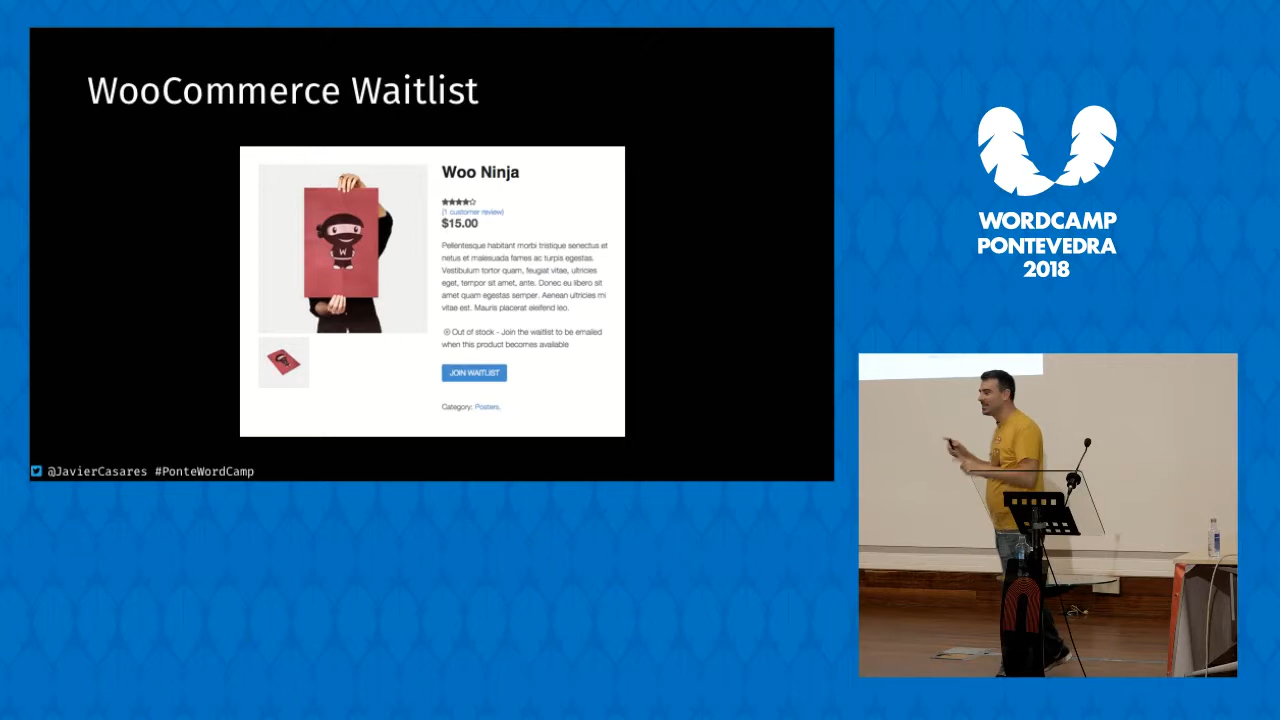 WooCommerce Waitlist
Woo Ninja
(1 customer review)
$15.00
Pellentesque habitant morbi tristique senectus et
netus et malesuada fames ac turpis egestas.
Vestibulum tortor quam, feugiat vitae, ultricies
eget, tempor sit amet, ante. Donec eu libero sit
amet quam egestas semper. Aenean ultricies mi
vitae est. Mauris placerat eleifend leo.
Out of stock - Join the waitlist to be emailed
when this product becomes available
JOIN WAITLIST
Category: Posters.
W
@JavierCasares #PonteWordCamp
WORDCAMP
PONTEVEDRA
2018